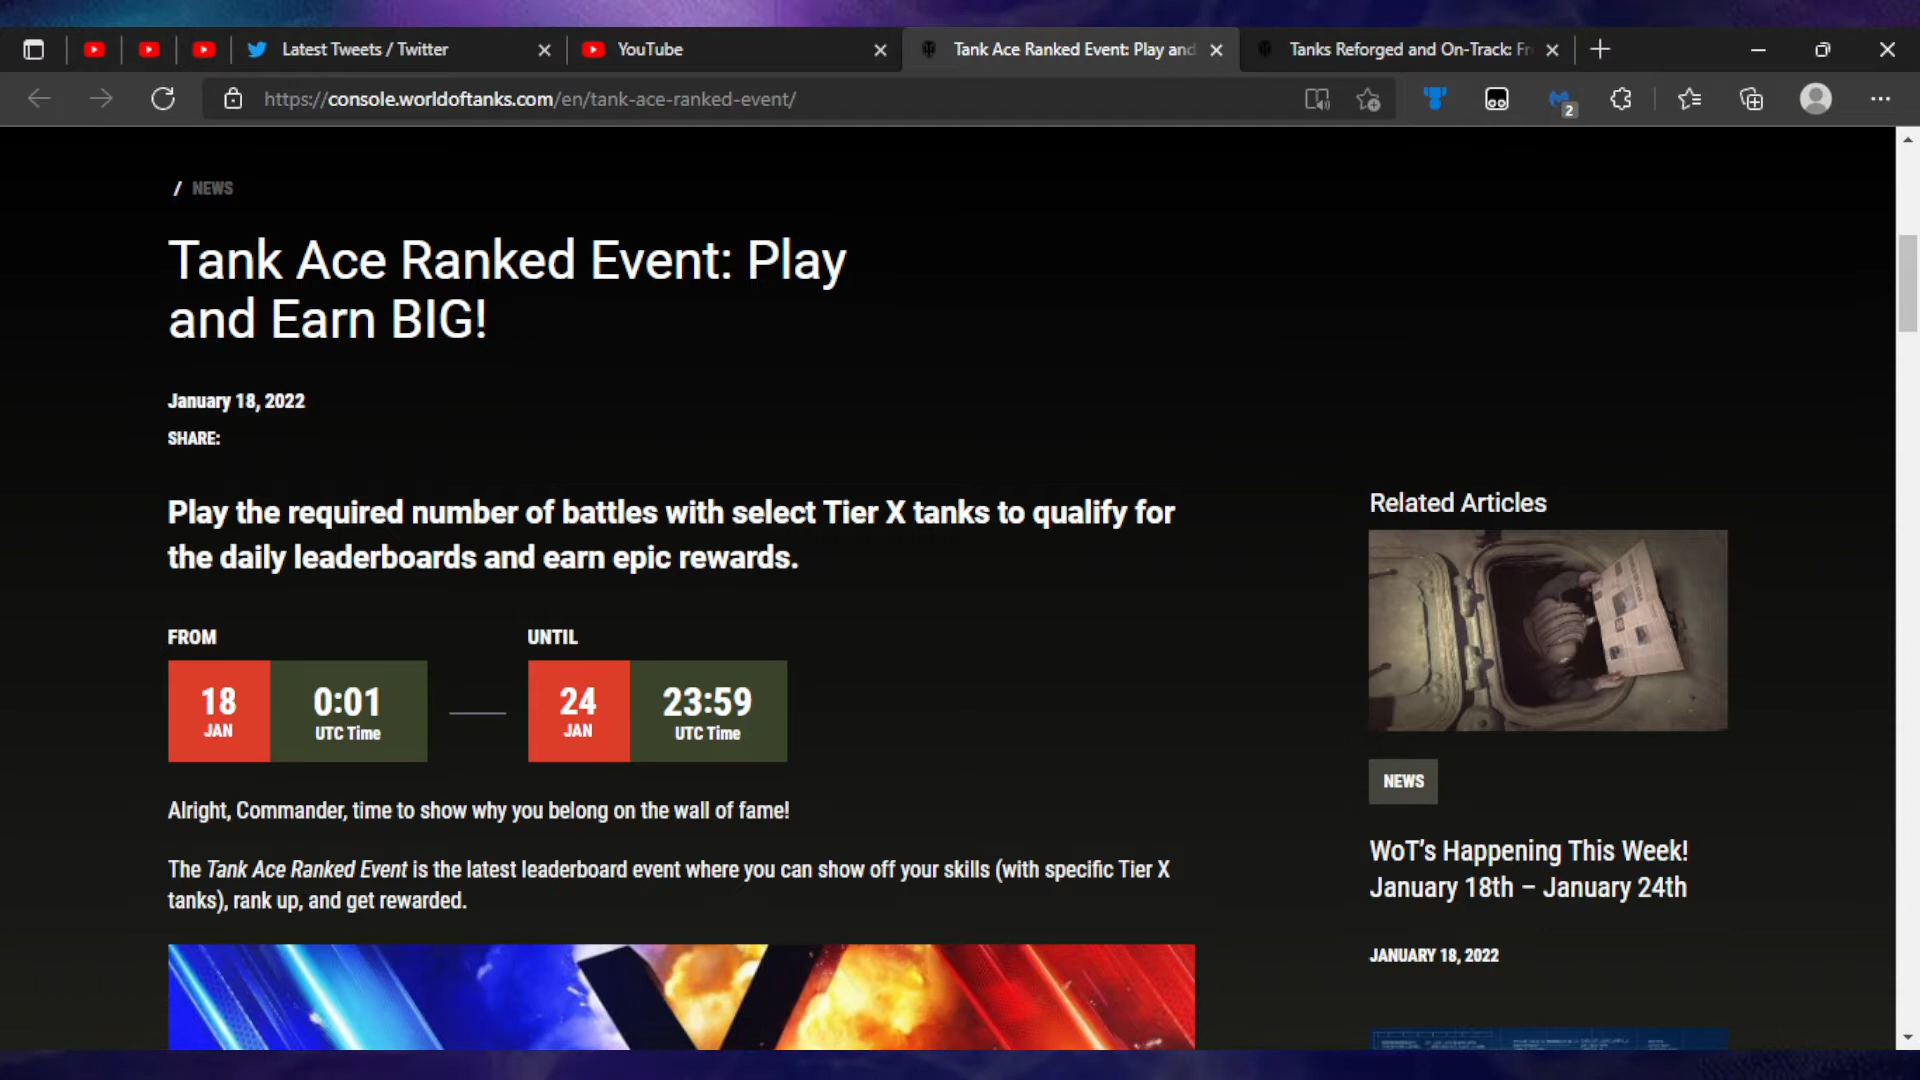 Latest Tweets / Twitter
YouTube
Tank Ace Ranked Event: Play and
Tanks Reforged and On-Track: Fr
https://console.worldoftanks.com/en/tank-ace-ranked-event/
2
/ NEWS
Tank Ace Ranked Event: Play
and Earn BIG!
January 18, 2022
SHARE:
Play the required number of battles with select Tier X tanks to qualify for
the daily leaderboards and earn epic rewards.
FROM
UNTIL
18
JAN
0:01
UTC Time
24
JAN
23:59
UTC Time
Alright, Commander, time to show why you belong on the wall of fame!
The Tank Ace Ranked Event is the latest leaderboard event where you can show off your skills (with specific Tier X
tanks), rank up, and get rewarded.
Related Articles
NEWS
WoT's Happening This Week!
January 18th – January 24th
JANUARY 18, 2022